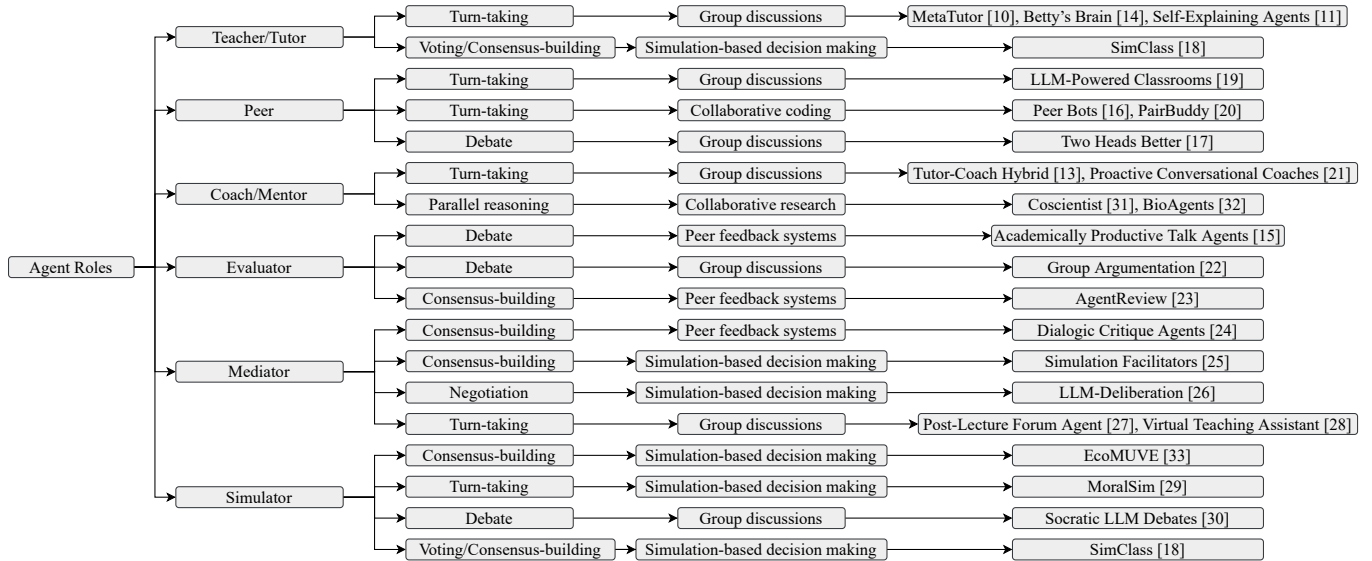 Turn-taking Group discussions MetaTutor [10], Betty's Brain [14], Self-Explaining Agents [11]
Teacher/Tutor
Voting/Consensus-building Simulation-based decision making SimClass [18]
Turn-taking Group discussions LLM-Powered Classrooms [19]
Peer Turn-taking Collaborative coding Peer Bots [16], PairBuddy [20]
Debate Group discussions Two Heads Better [17]
Turn-taking Group discussions Tutor-Coach Hybrid [13], Proactive Conversational Coaches [21]
Coach/Mentor
Parallel reasoning Collaborative research Coscientist [31], BioAgents [32]
Debate Peer feedback systems Academically Productive Talk Agents [15]
Agent Roles Evaluator Debate Group discussions Group Argumentation [22]
Consensus-building Peer feedback systems AgentReview [23]
Consensus-building Peer feedback systems Dialogic Critique Agents [24]
Consensus-building Simulation-based decision making Simulation Facilitators [25]
Mediator
Negotiation Simulation-based decision making LLM-Deliberation [26]
Turn-taking Group discussions Post-Lecture Forum Agent [27], Virtual Teaching Assistant [28]
Consensus-building Simulation-based decision making EcoMUVE [33]
Turn-taking Simulation-based decision making MoralSim [29]
Simulator
Debate Group discussions Socratic LLM Debates [30]
Voting/Consensus-building Simulation-based decision making SimClass [18]